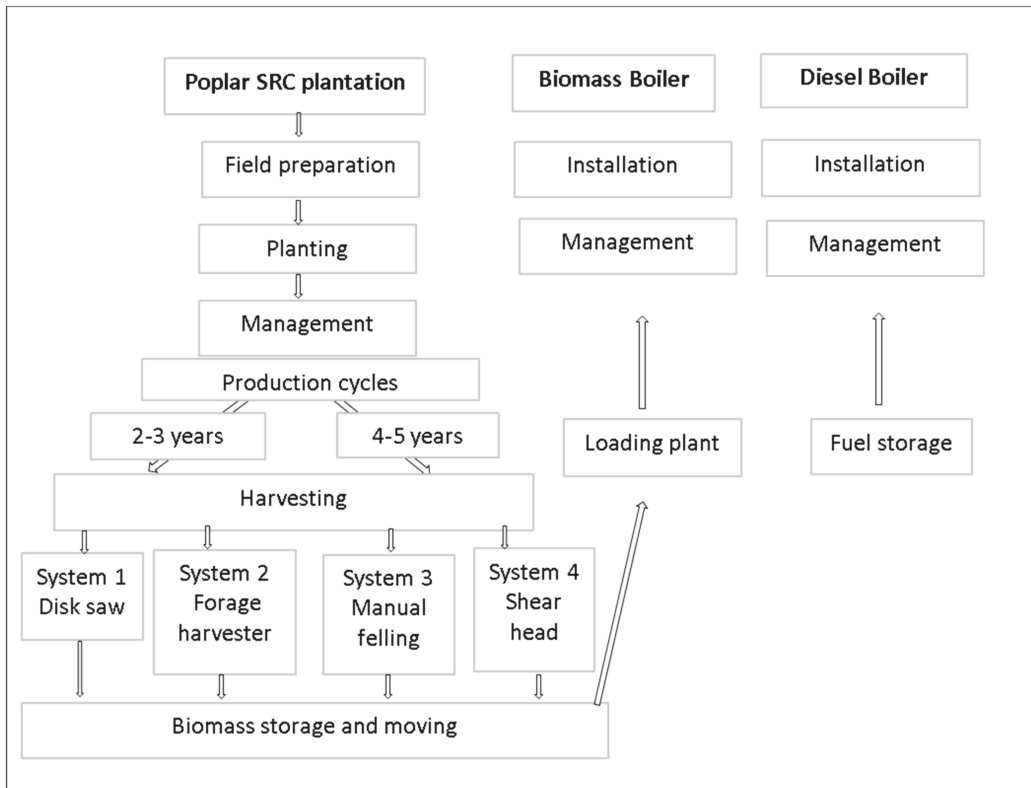 Poplar SRC plantation
Field preparation
Planting
Management
Production cycles
2-3 years
4-5 years
Harvesting
System 1
Disk saw
System 2
Forage
harvester
System 3
Manual
felling
System 4
Shear
head
Biomass storage and moving
Biomass Boiler
Installation
Management
Loading plant
Diesel Boiler
Installation
Management
Fuel storage